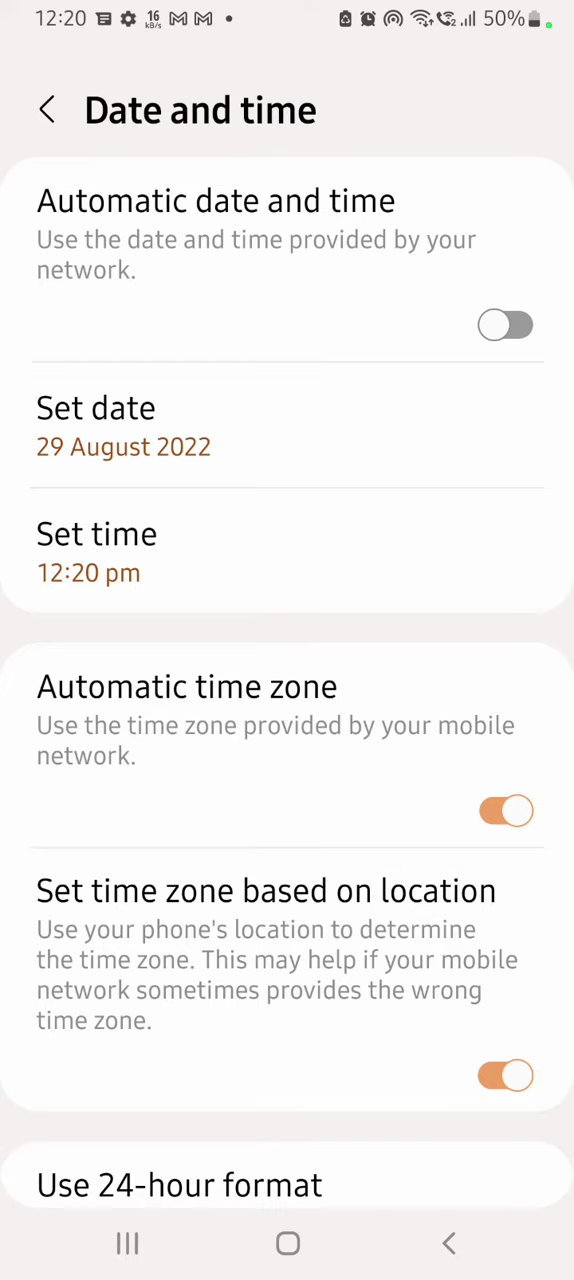 12:20 16 KB/s 50%
Date and time
Automatic date and time
Use the date and time provided by your
network.
Set date
29 August 2022
Set time
12:20 pm
Automatic time zone
Use the time zone provided by your mobile
network.
Set time zone based on location
Use your phone's location to determine
the time zone. This may help if your mobile
network sometimes provides the wrong
time zone.
Use 24-hour format